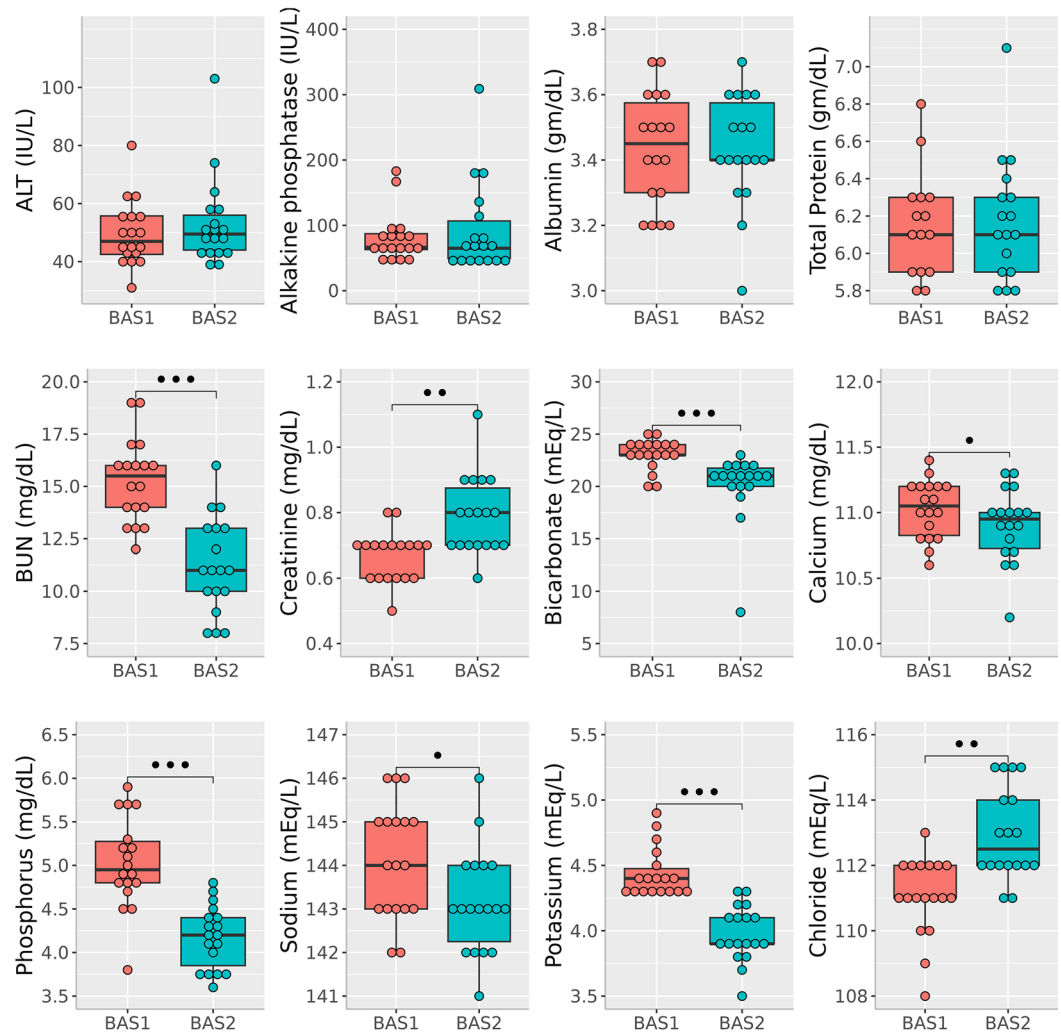 ALT (IU/L)
100
80
60
40
BAS1 BAS2
Alkakine phosphatase (IU/L)
400
300
200
100
0
BAS1 BAS2
Albumin (gm/dL)
3.8
3.6
3.4
3.2
3.0
BAS1 BAS2
Total Protein (gm/dL)
7.0
6.8
6.6
6.4
6.2
6.0
5.8
BAS1 BAS2
BUN (mg/dL)
20.0
17.5
15.0
12.5
10.0
7.5
BAS1 BAS2
Creatinine (mg/dL)
1.2
1.0
0.8
0.6
0.4
BAS1 BAS2
Bicarbonate (mEq/L)
30
25
20
15
10
5
BAS1 BAS2
Calcium (mg/dL)
12.0
11.5
11.0
10.5
10.0
BAS1 BAS2
Phosphorus (mg/dL)
6.5
6.0
5.5
5.0
4.5
4.0
3.5
BAS1 BAS2
Sodium (mEq/L)
147
146
145
144
143
142
141
BAS1 BAS2
Potassium (mEq/L)
5.5
5.0
4.5
4.0
3.5
BAS1 BAS2
Chloride (mEq/L)
116
114
112
110
108
BAS1 BAS2